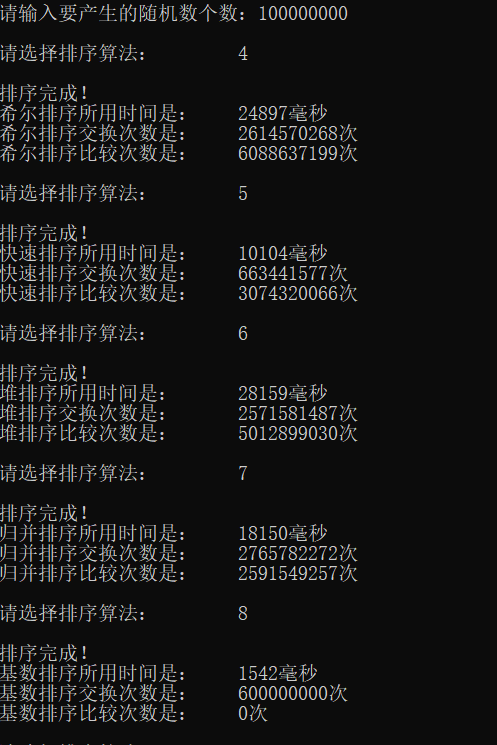 请输入要产生的随机数个数：100000000
请选择排序算法： 4
排序完成！
希尔排序所用时间是： 24897毫秒
希尔排序交换次数是： 2614570268次
希尔排序比较次数是： 6088637199次
请选择排序算法： 5
排序完成！
快速排序所用时间是： 10104毫秒
快速排序交换次数是： 663441577次
快速排序比较次数是： 3074320066次
请选择排序算法： 6
排序完成！
堆排序所用时间是： 28159毫秒
堆排序交换次数是： 2571581487次
堆排序比较次数是： 5012899030次
请选择排序算法： 7
排序完成！
归并排序所用时间是： 18150毫秒
归并排序交换次数是： 2765782272次
归并排序比较次数是： 2591549257次
请选择排序算法： 8
排序完成！
基数排序所用时间是： 1542毫秒
基数排序交换次数是： 600000000次
基数排序比较次数是： 0次